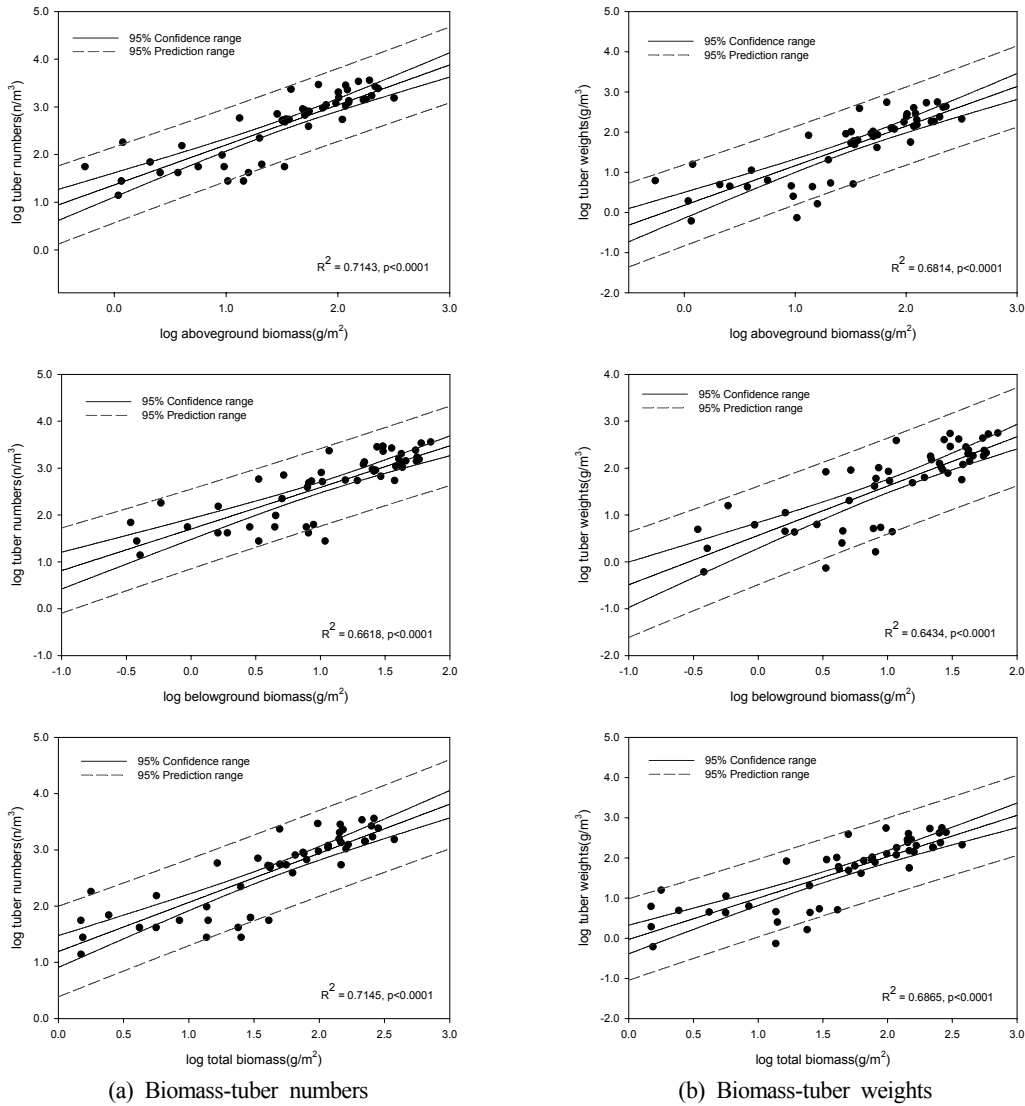 5.0
4.0
3.0
2.0
1.0
0.0
log tuber numbers(n/m³)
95% Confidence range
95% Prediction range
R² = 0.7143, p<0.0001
0.0 1.0 2.0 3.0
log aboveground biomass(g/m²)
5.0
4.0
3.0
2.0
1.0
0.0
-1.0
-2.0
log tuber weights(g/m³)
95% Confidence range
95% Prediction range
R² = 0.6814, p<0.0001
0.0 1.0 2.0 3.0
log aboveground biomass(g/m²)
5.0
4.0
3.0
2.0
1.0
0.0
-1.0
log tuber numbers(n/m³)
95% Confidence range
95% Prediction range
R² = 0.6618, p<0.0001
-1.0 -0.5 0.0 0.5 1.0 1.5 2.0
log belowground biomass(g/m²)
4.0
3.0
2.0
1.0
0.0
-1.0
-2.0
log tuber weights(g/m³)
95% Confidence range
95% Prediction range
R² = 0.6434, p<0.0001
-1.0 -0.5 0.0 0.5 1.0 1.5 2.0
log belowground biomass(g/m²)
5.0
4.0
3.0
2.0
1.0
0.0
log tuber numbers(n/m³)
95% Confidence range
95% Prediction range
R² = 0.7145, p<0.0001
0.0 0.5 1.0 1.5 2.0 2.5 3.0
log total biomass(g/m²)
5.0
4.0
3.0
2.0
1.0
0.0
-1.0
-2.0
log tuber weights(g/m³)
95% Confidence range
95% Prediction range
R² = 0.6865, p<0.0001
0.0 0.5 1.0 1.5 2.0 2.5 3.0
log total biomass(g/m²)
(a) Biomass-tuber numbers
(b) Biomass-tuber weights